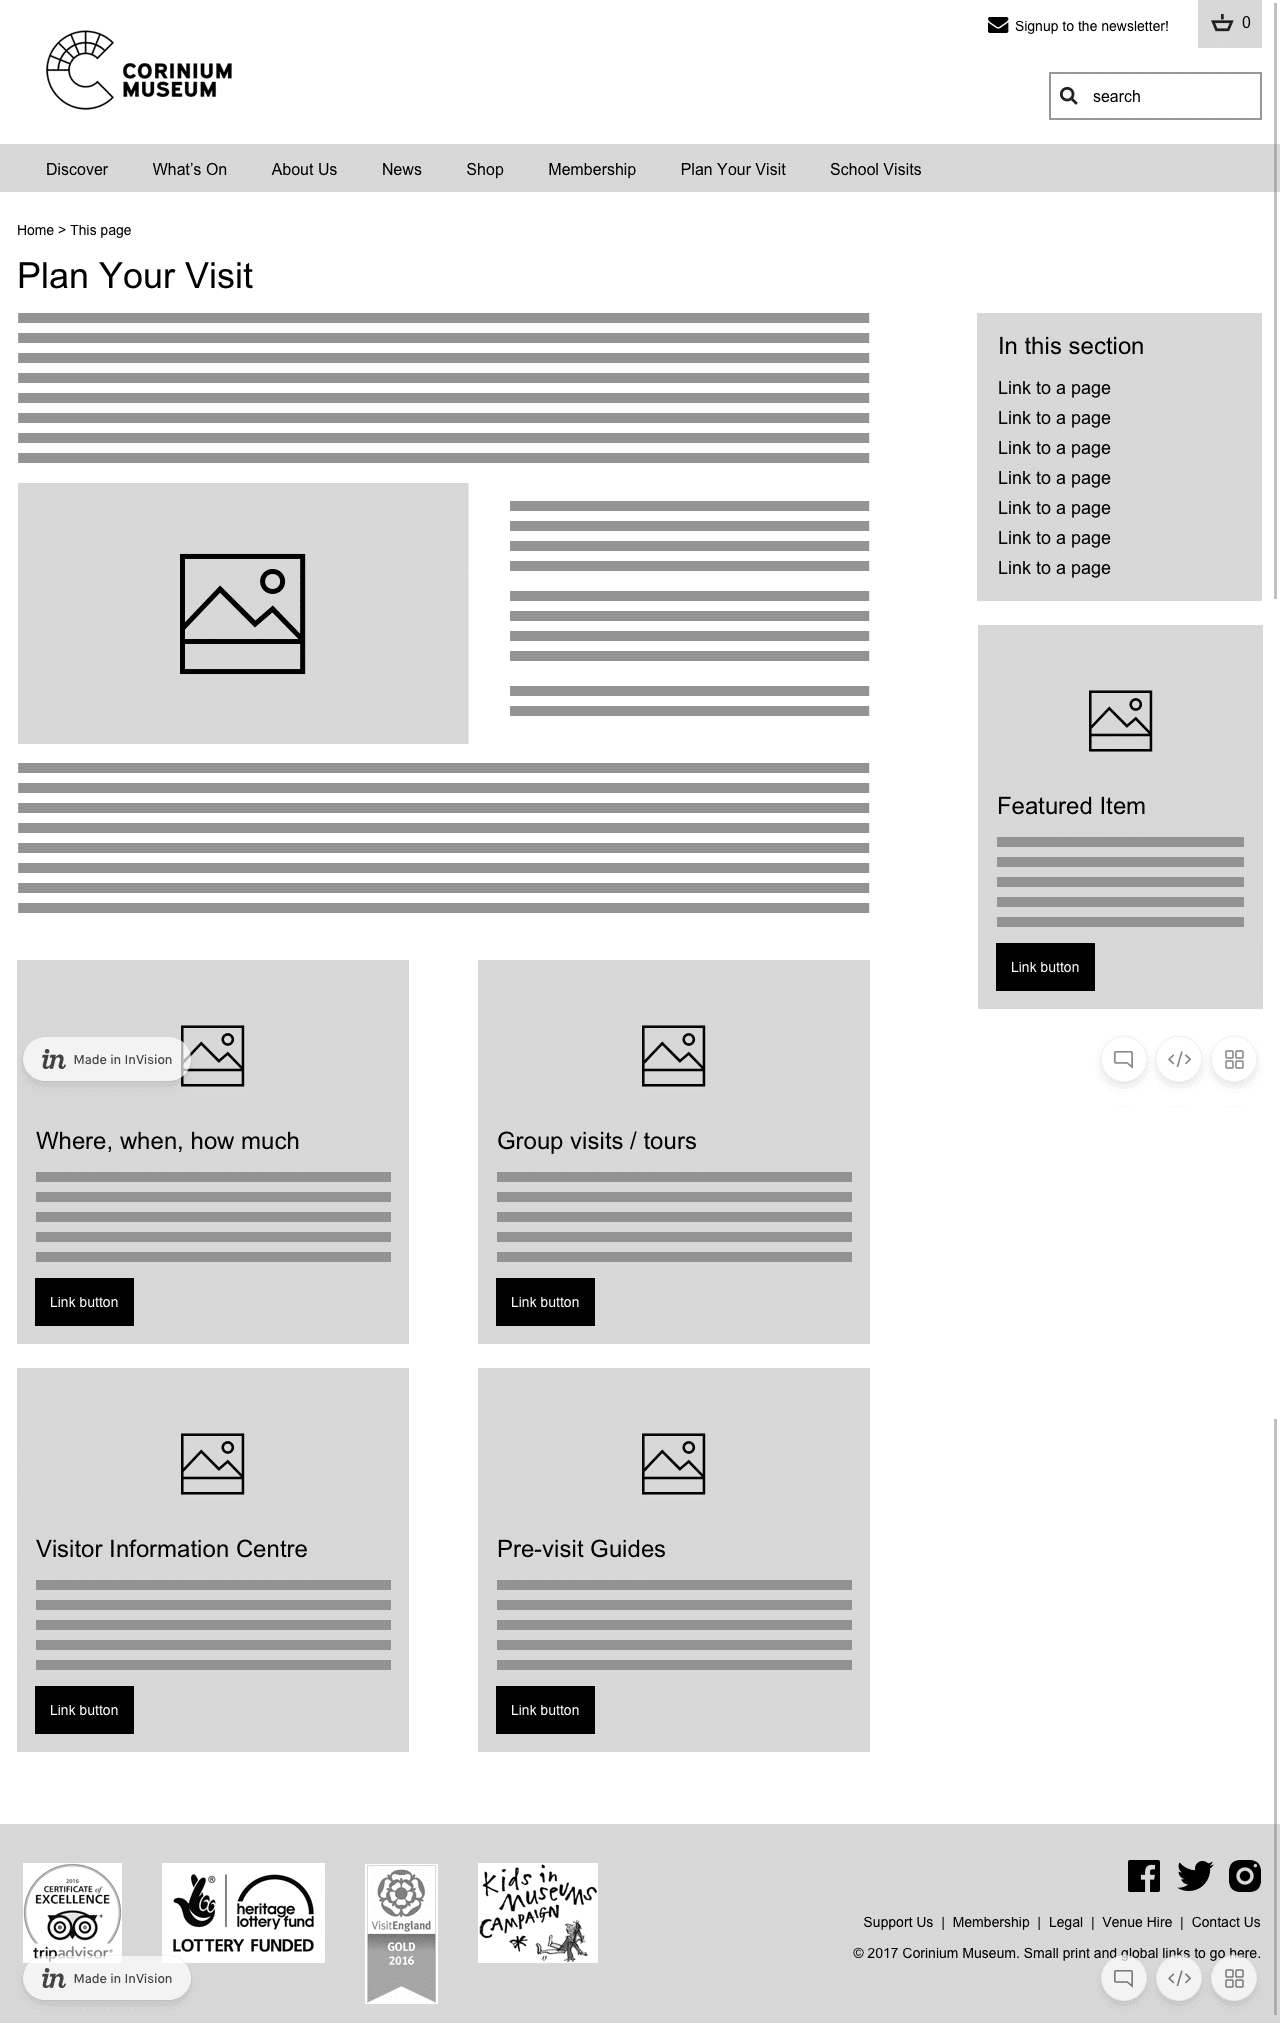 Signup to the newsletter!
0
CORINIUM
MUSEUM
search
Discover What's On About Us News Shop Membership Plan Your Visit School Visits
Home > This page
Plan Your Visit
In this section
Link to a page
Link to a page
Link to a page
Link to a page
Link to a page
Link to a page
Link to a page
Featured Item
Link button
in Made in InVision
Where, when, how much
Link button
Group visits / tours
Link button
Visitor Information Centre
Link button
Pre-visit Guides
Link button
2016
CERTIFICATE of
EXCELLENCE
tripadvisor®
heritage
lottery fund
LOTTERY FUNDED
VisitEngland
GOLD
2016
Kids in
Museums
CAMPAIGN
Support Us | Membership | Legal | Venue Hire | Contact Us
© 2017 Corinium Museum. Small print and global links to go here.
in Made in InVision